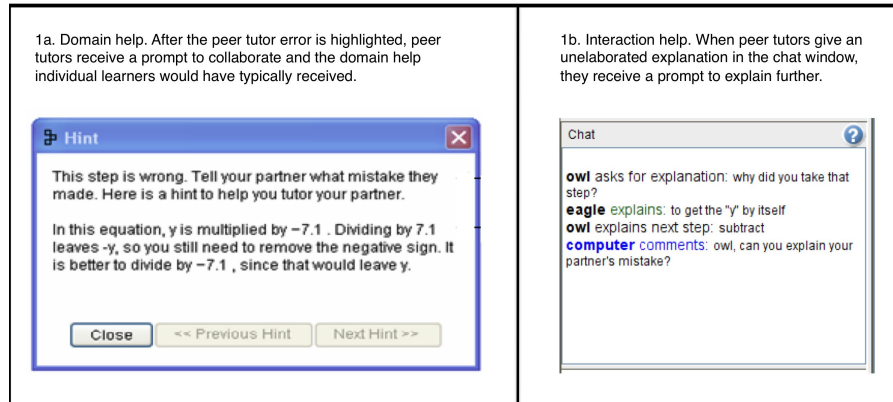 1a. Domain help. After the peer tutor error is highlighted, peer
tutors receive a prompt to collaborate and the domain help
individual learners would have typically received.
Hint
This step is wrong. Tell your partner what mistake they
made. Here is a hint to help you tutor your partner.
In this equation, y is multiplied by −7.1 . Dividing by 7.1
leaves -y, so you still need to remove the negative sign. It
is better to divide by −7.1 , since that would leave y.
Close
<< Previous Hint
Next Hint >>
1b. Interaction help. When peer tutors give an
unelaborated explanation in the chat window,
they receive a prompt to explain further.
Chat
?
owl asks for explanation: why did you take that
step?
eagle explains: to get the "y" by itself
owl explains next step: subtract
computer comments: owl, can you explain your
partner's mistake?